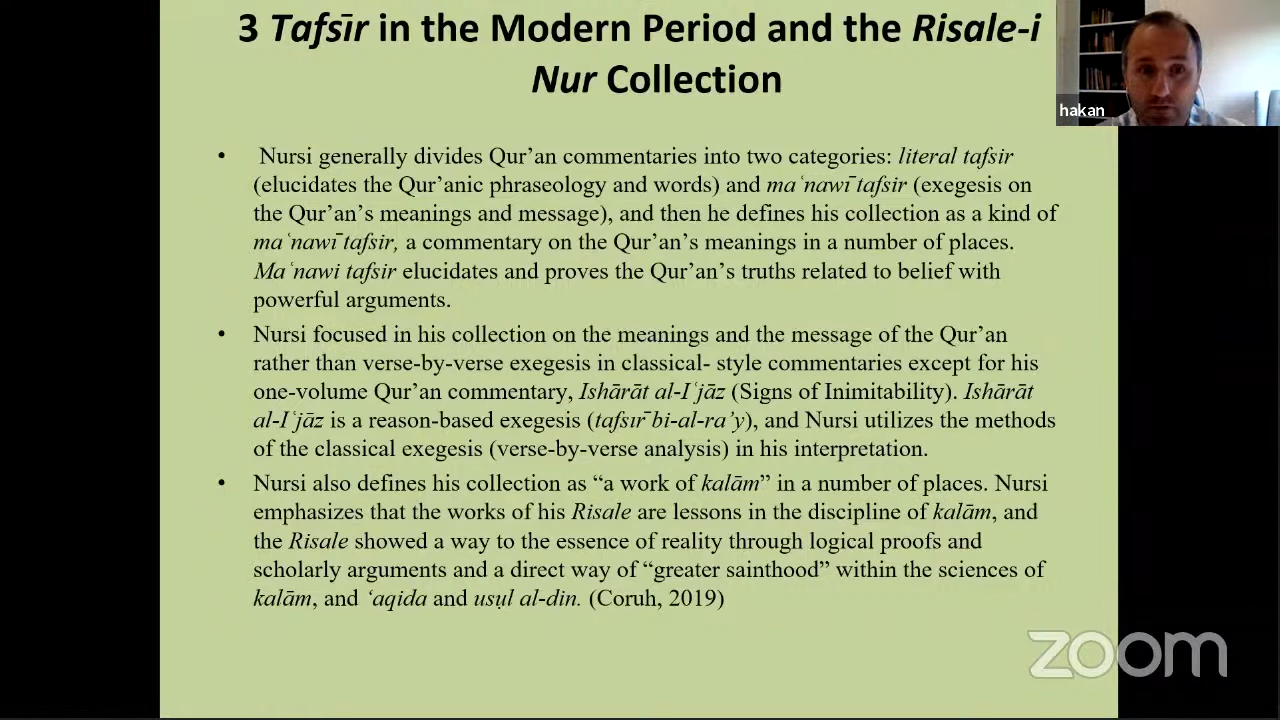 3 Tafsīr in the Modern Period and the Risale-i
Nur Collection
hakan
• Nursi generally divides Qur’an commentaries into two categories: literal tafsir
(elucidates the Qur’anic phraseology and words) and maʿnawī tafsir (exegesis on
the Qur’an’s meanings and message), and then he defines his collection as a kind of
maʿnawī tafsir, a commentary on the Qur’an’s meanings in a number of places.
Maʿnawi tafsir elucidates and proves the Qur’an’s truths related to belief with
powerful arguments.
• Nursi focused in his collection on the meanings and the message of the Qur’an
rather than verse-by-verse exegesis in classical- style commentaries except for his
one-volume Qur’an commentary, Ishārāt al-Iʿjāz (Signs of Inimitability). Ishārāt
al-Iʿjāz is a reason-based exegesis (tafsīr bi-al-ra’y), and Nursi utilizes the methods
of the classical exegesis (verse-by-verse analysis) in his interpretation.
• Nursi also defines his collection as “a work of kalām” in a number of places. Nursi
emphasizes that the works of his Risale are lessons in the discipline of kalām, and
the Risale showed a way to the essence of reality through logical proofs and
scholarly arguments and a direct way of “greater sainthood” within the sciences of
kalām, and ‘aqida and usụl al-din. (Coruh, 2019)
zoom